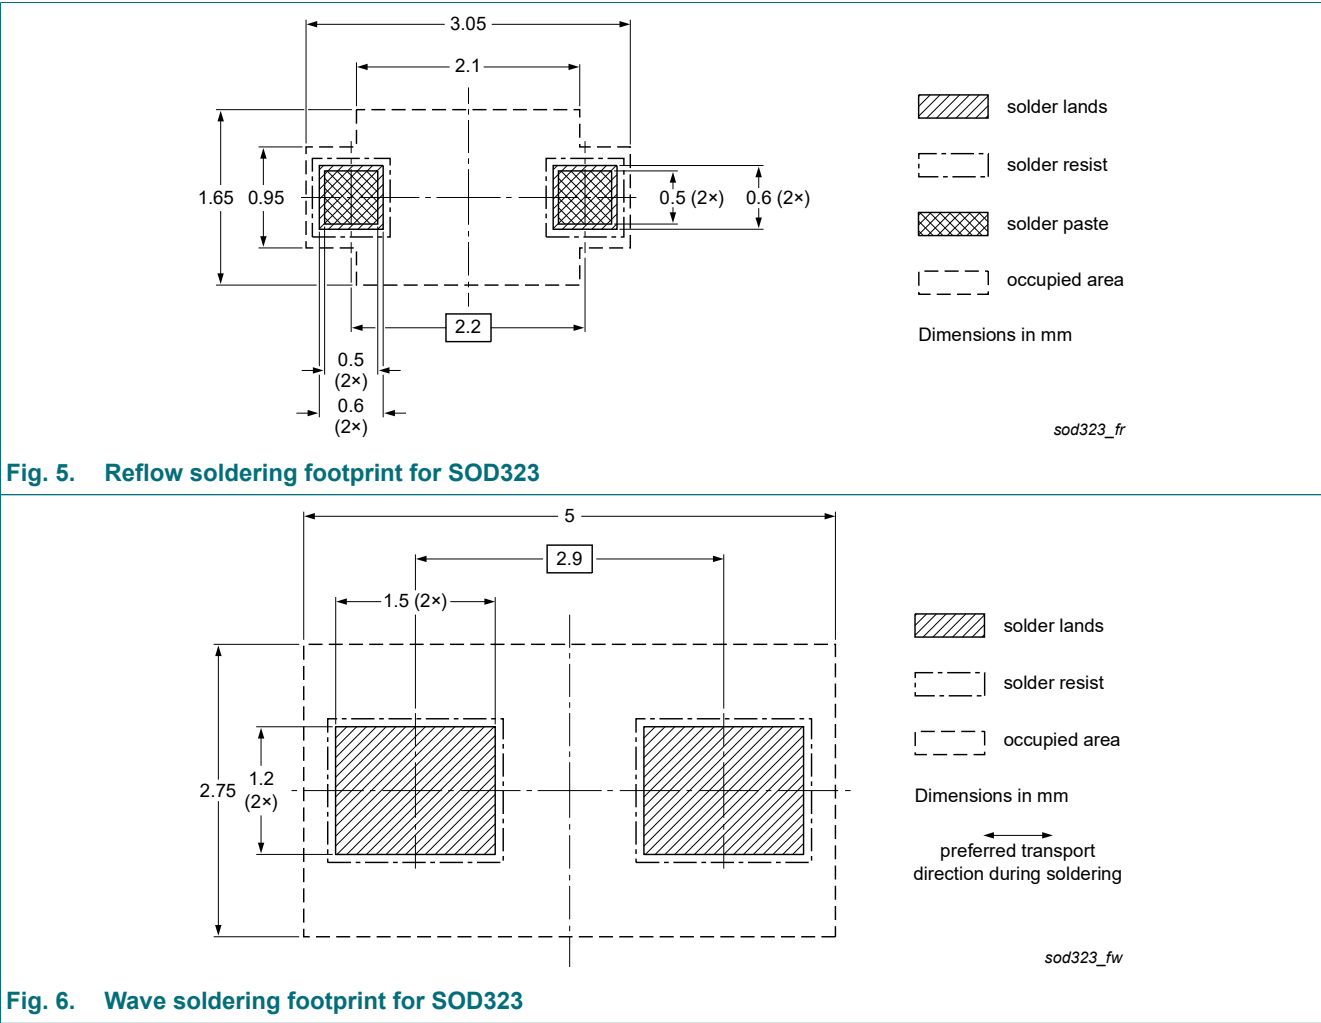 3.05
2.1
solder lands
solder resist
1.65 0.95 0.5 (2×) 0.6 (2×)
solder paste
occupied area
2.2
Dimensions in mm
0.5
(2×)
0.6
(2×)
sod323_fr
Fig. 5. Reflow soldering footprint for SOD323
5
2.9
1.5 (2×)
solder lands
solder resist
occupied area
2.75 1.2
(2×)
Dimensions in mm
preferred transport
direction during soldering
sod323_fw
Fig. 6. Wave soldering footprint for SOD323